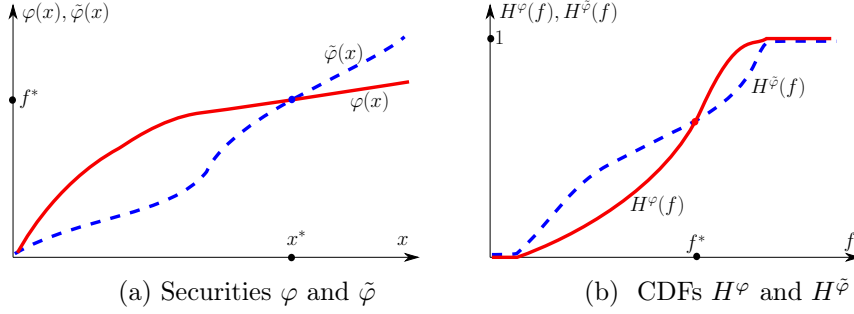 φ(x), φ̃(x)
φ̃(x)
φ(x)
f*
x*
x
(a) Securities φ and φ̃
H^φ(f), H^φ̃(f)
1
H^φ̃(f)
H^φ(f)
f*
f
(b) CDFs H^φ and H^φ̃